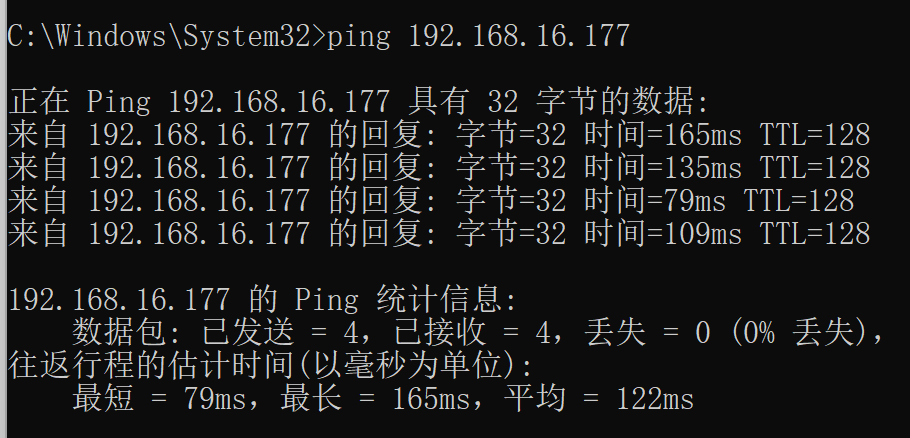 C:\Windows\System32>ping 192.168.16.177
正在 Ping 192.168.16.177 具有 32 字节的数据:
来自 192.168.16.177 的回复: 字节=32 时间=165ms TTL=128
来自 192.168.16.177 的回复: 字节=32 时间=135ms TTL=128
来自 192.168.16.177 的回复: 字节=32 时间=79ms TTL=128
来自 192.168.16.177 的回复: 字节=32 时间=109ms TTL=128
192.168.16.177 的 Ping 统计信息:
数据包: 已发送 = 4，已接收 = 4，丢失 = 0 (0% 丢失)，
往返行程的估计时间(以毫秒为单位):
最短 = 79ms，最长 = 165ms，平均 = 122ms